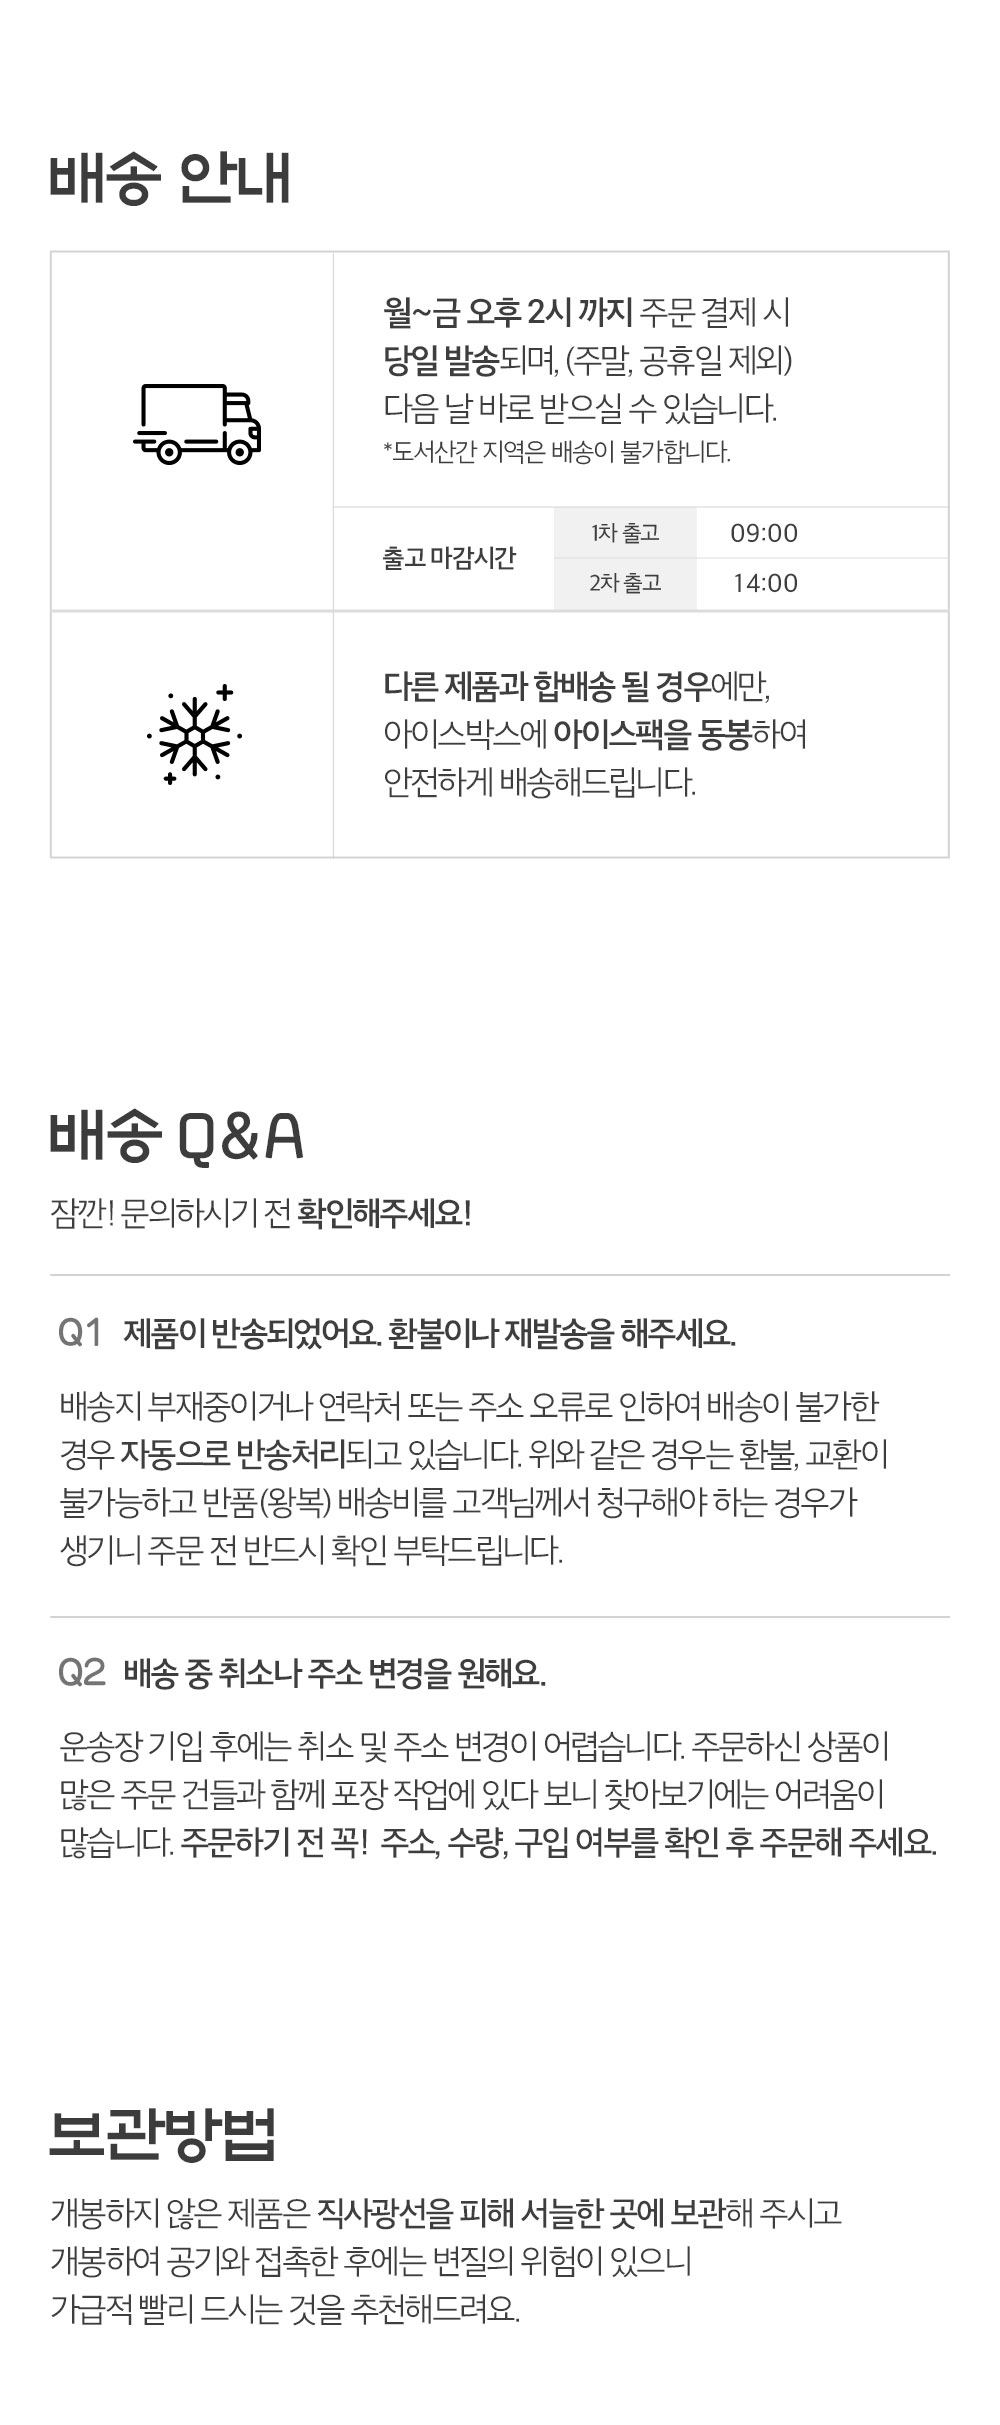 배송 안내
월~금 오후 2시 까지 주문 결제 시
당일 발송되며, (주말, 공휴일 제외)
다음 날 바로 받으실 수 있습니다.
*도서산간 지역은 배송이 불가합니다.
출고 마감시간
1차 출고 09:00
2차 출고 14:00
다른 제품과 합배송 될 경우에만,
아이스박스에 아이스팩을 동봉하여
안전하게 배송해드립니다.
배송 Q&A
잠깐! 문의하시기 전 확인해주세요!
Q1 제품이 반송되었어요. 환불이나 재발송을 해주세요.
배송지 부재중이거나 연락처 또는 주소 오류로 인하여 배송이 불가한
경우 자동으로 반송처리되고 있습니다. 위와 같은 경우는 환불, 교환이
불가능하고 반품(왕복) 배송비를 고객님께서 청구해야 하는 경우가
생기니 주문 전 반드시 확인 부탁드립니다.
Q2 배송 중 취소나 주소 변경을 원해요.
운송장 기입 후에는 취소 및 주소 변경이 어렵습니다. 주문하신 상품이
많은 주문 건들과 함께 포장 작업에 있다 보니 찾아보기에는 어려움이
많습니다. 주문하기 전 꼭! 주소, 수량, 구입 여부를 확인 후 주문해 주세요.
보관방법
개봉하지 않은 제품은 직사광선을 피해 서늘한 곳에 보관해 주시고
개봉하여 공기와 접촉한 후에는 변질의 위험이 있으니
가급적 빨리 드시는 것을 추천해드려요.